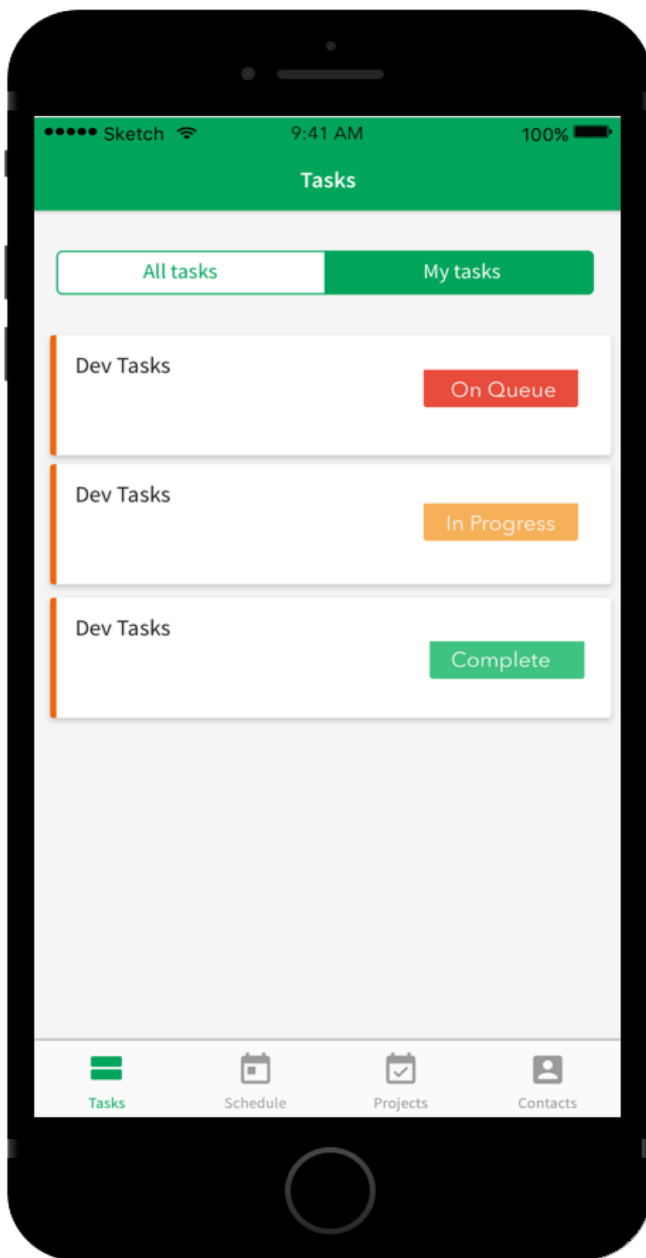 Sketch 9:41 AM 100%
Tasks
All tasks My tasks
Dev Tasks
On Queue
Dev Tasks
In Progress
Dev Tasks
Complete
Tasks Schedule Projects Contacts